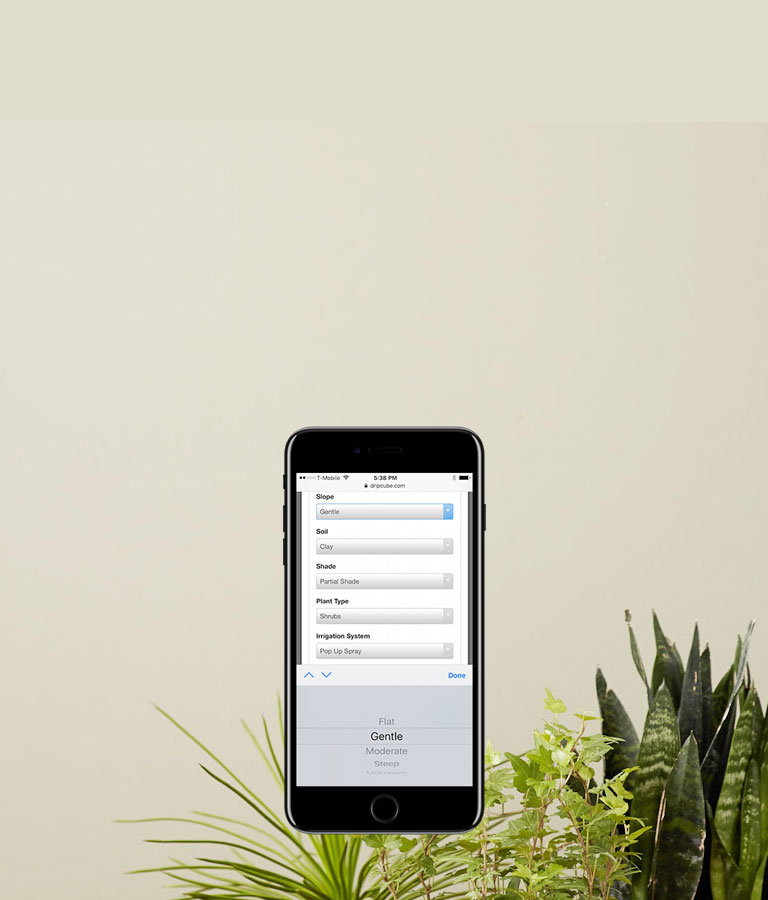 T-Mobile 5:38 PM
dripcube.com
Slope
Gentle
Soil
Clay
Shade
Partial Shade
Plant Type
Shrubs
Irrigation System
Pop Up Spray
Done
Flat
Gentle
Moderate
Steep
Unknown